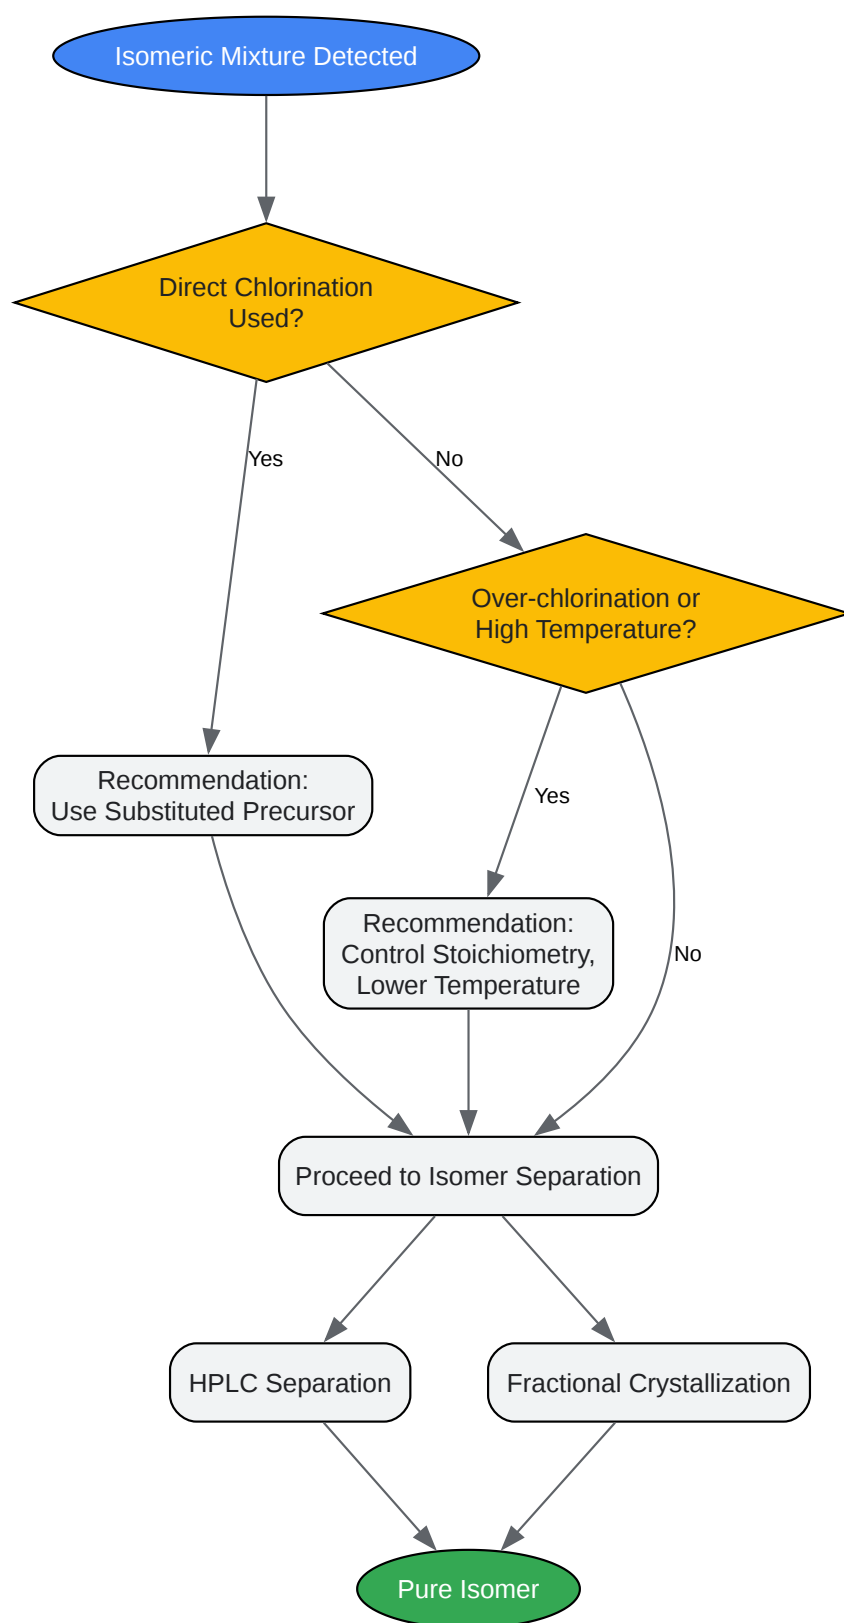 Isomeric Mixture Detected
Direct Chlorination
Used?
Yes
No
Over-chlorination or
High Temperature?
Recommendation:
Use Substituted Precursor
Yes
Recommendation:
Control Stoichiometry,
Lower Temperature
No
Proceed to Isomer Separation
HPLC Separation
Fractional Crystallization
Pure Isomer